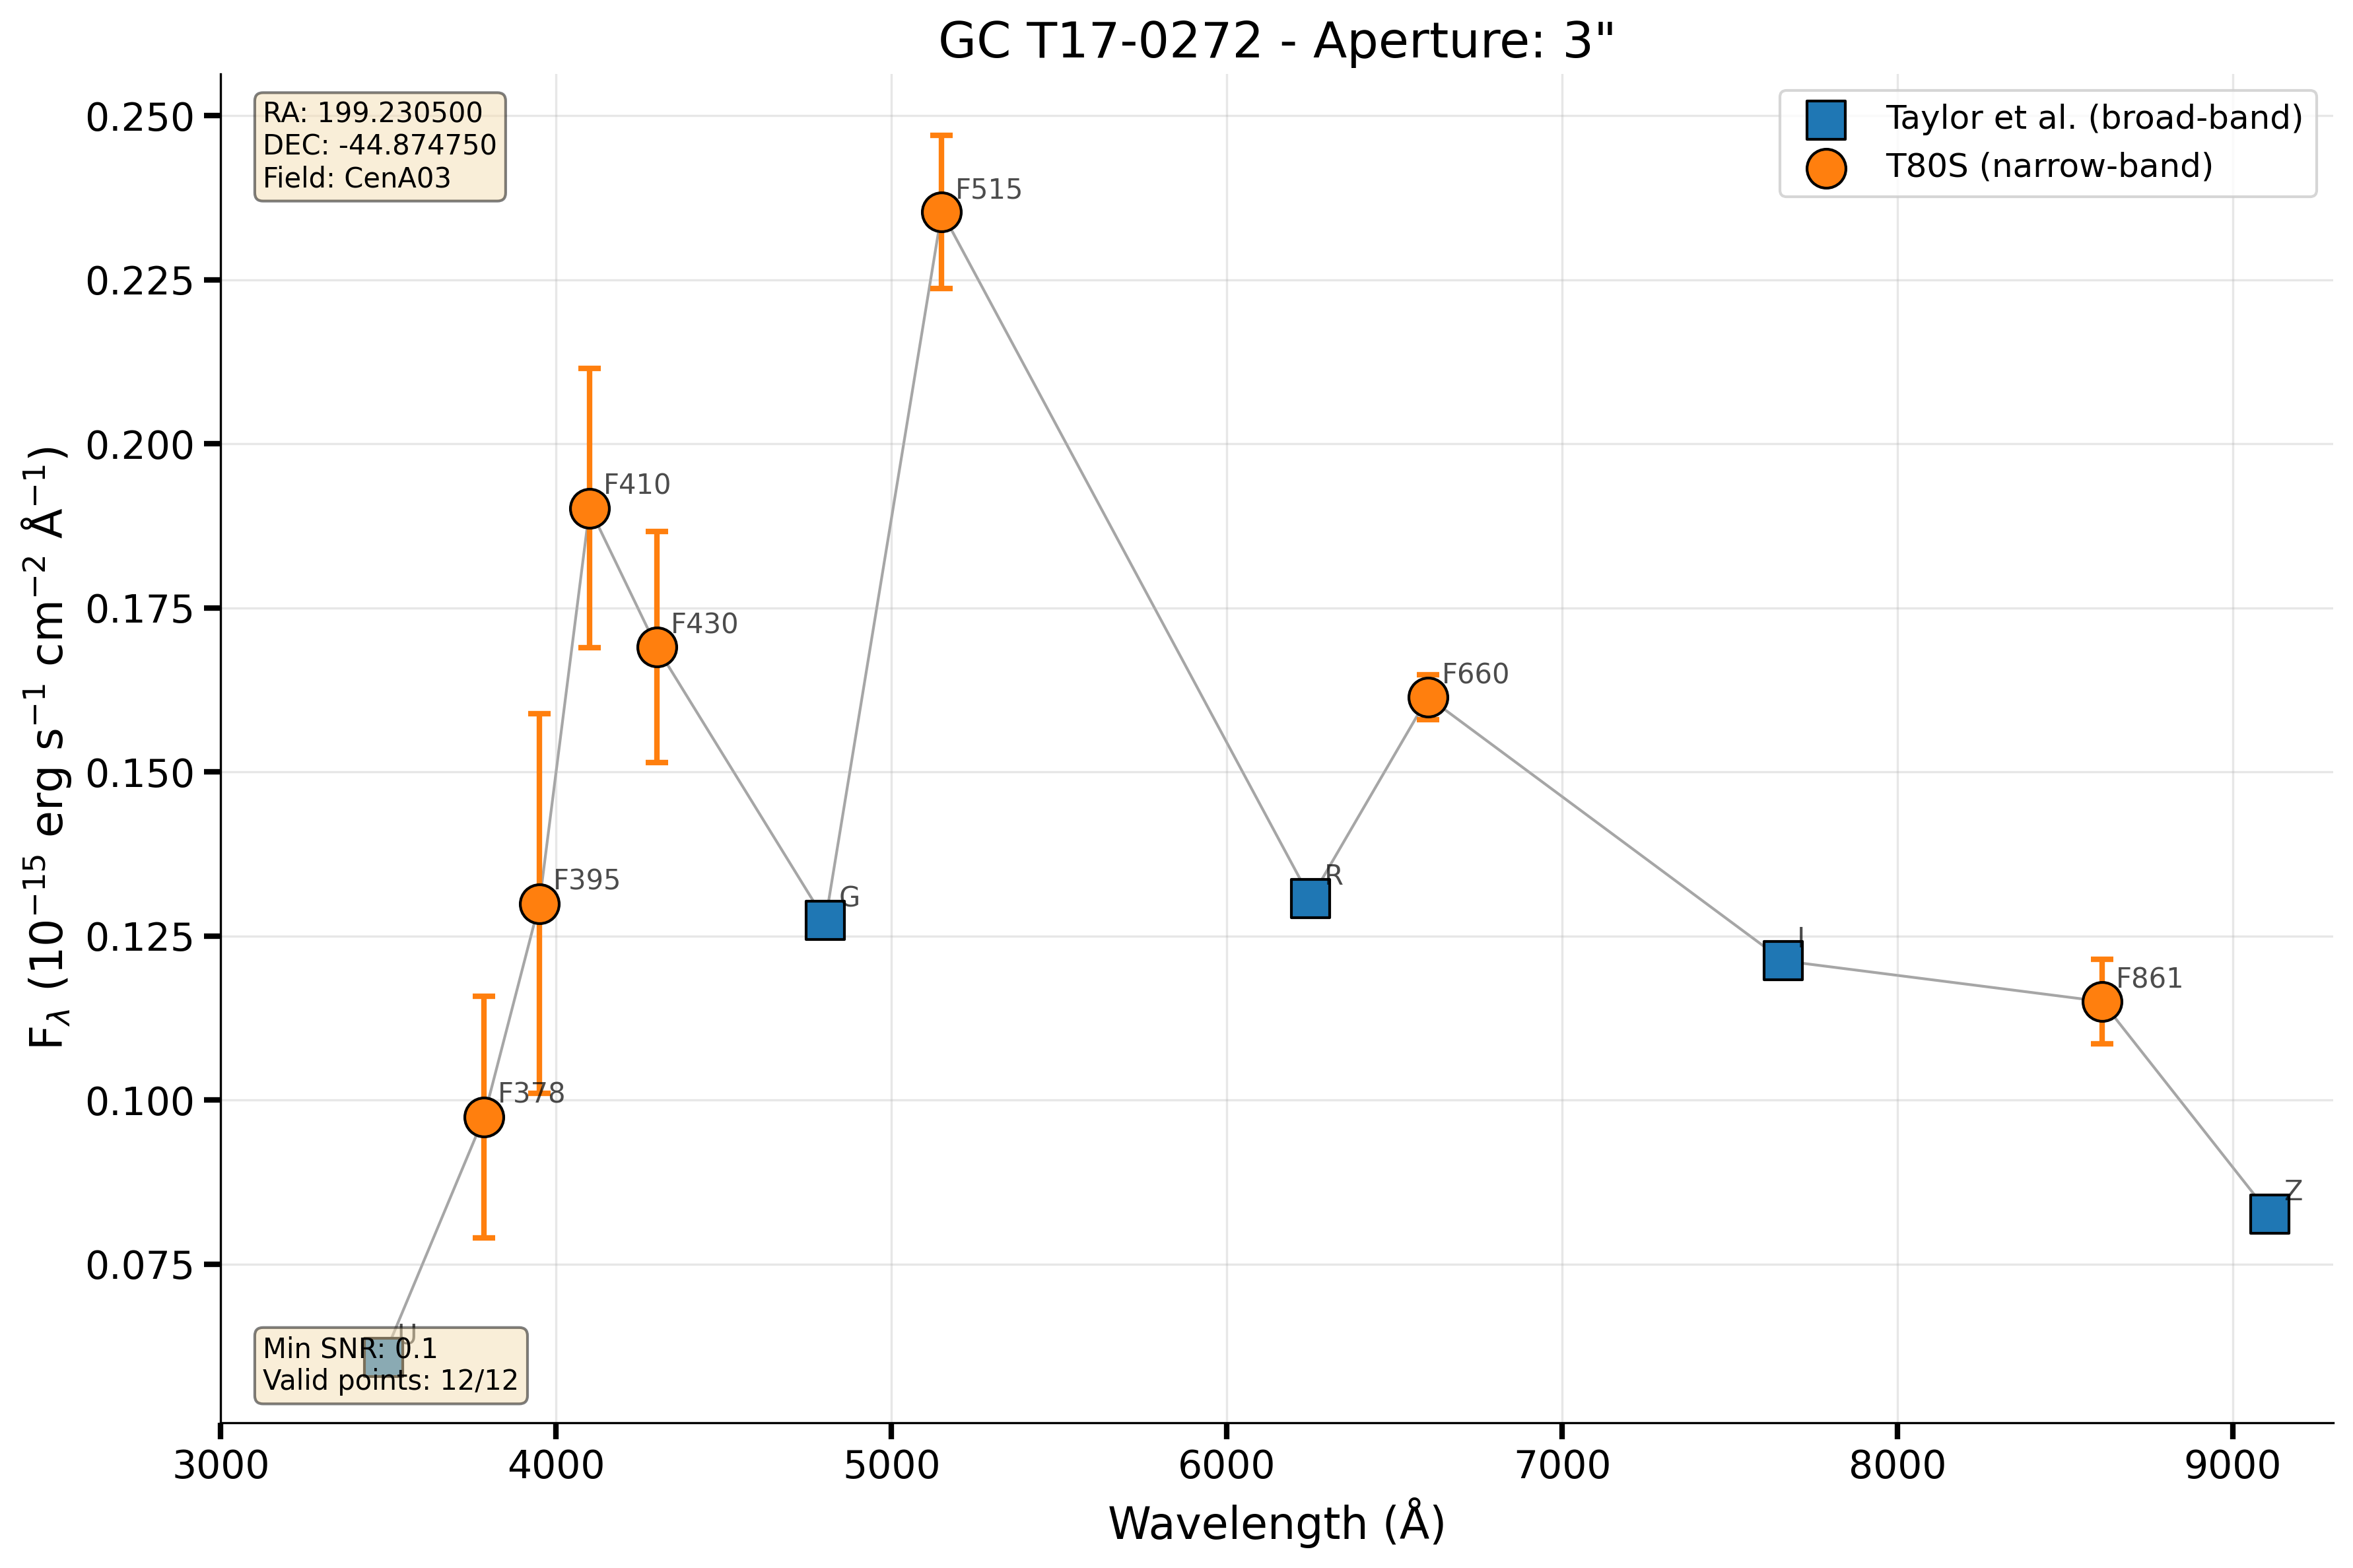 GC T17-0272 - Aperture: 3"
RA: 199.230500
DEC: -44.874750
Field: CenA03
Taylor et al. (broad-band)
T80S (narrow-band)
F_λ (10⁻¹⁵ erg s⁻¹ cm⁻² Å⁻¹)
0.250
0.225
0.200
0.175
0.150
0.125
0.100
0.075
F515
F410
F430
F660
F395
G
R
I
F861
F378
Z
U
Min SNR: 0.1
Valid points: 12/12
3000
4000
5000
6000
7000
8000
9000
Wavelength (Å)